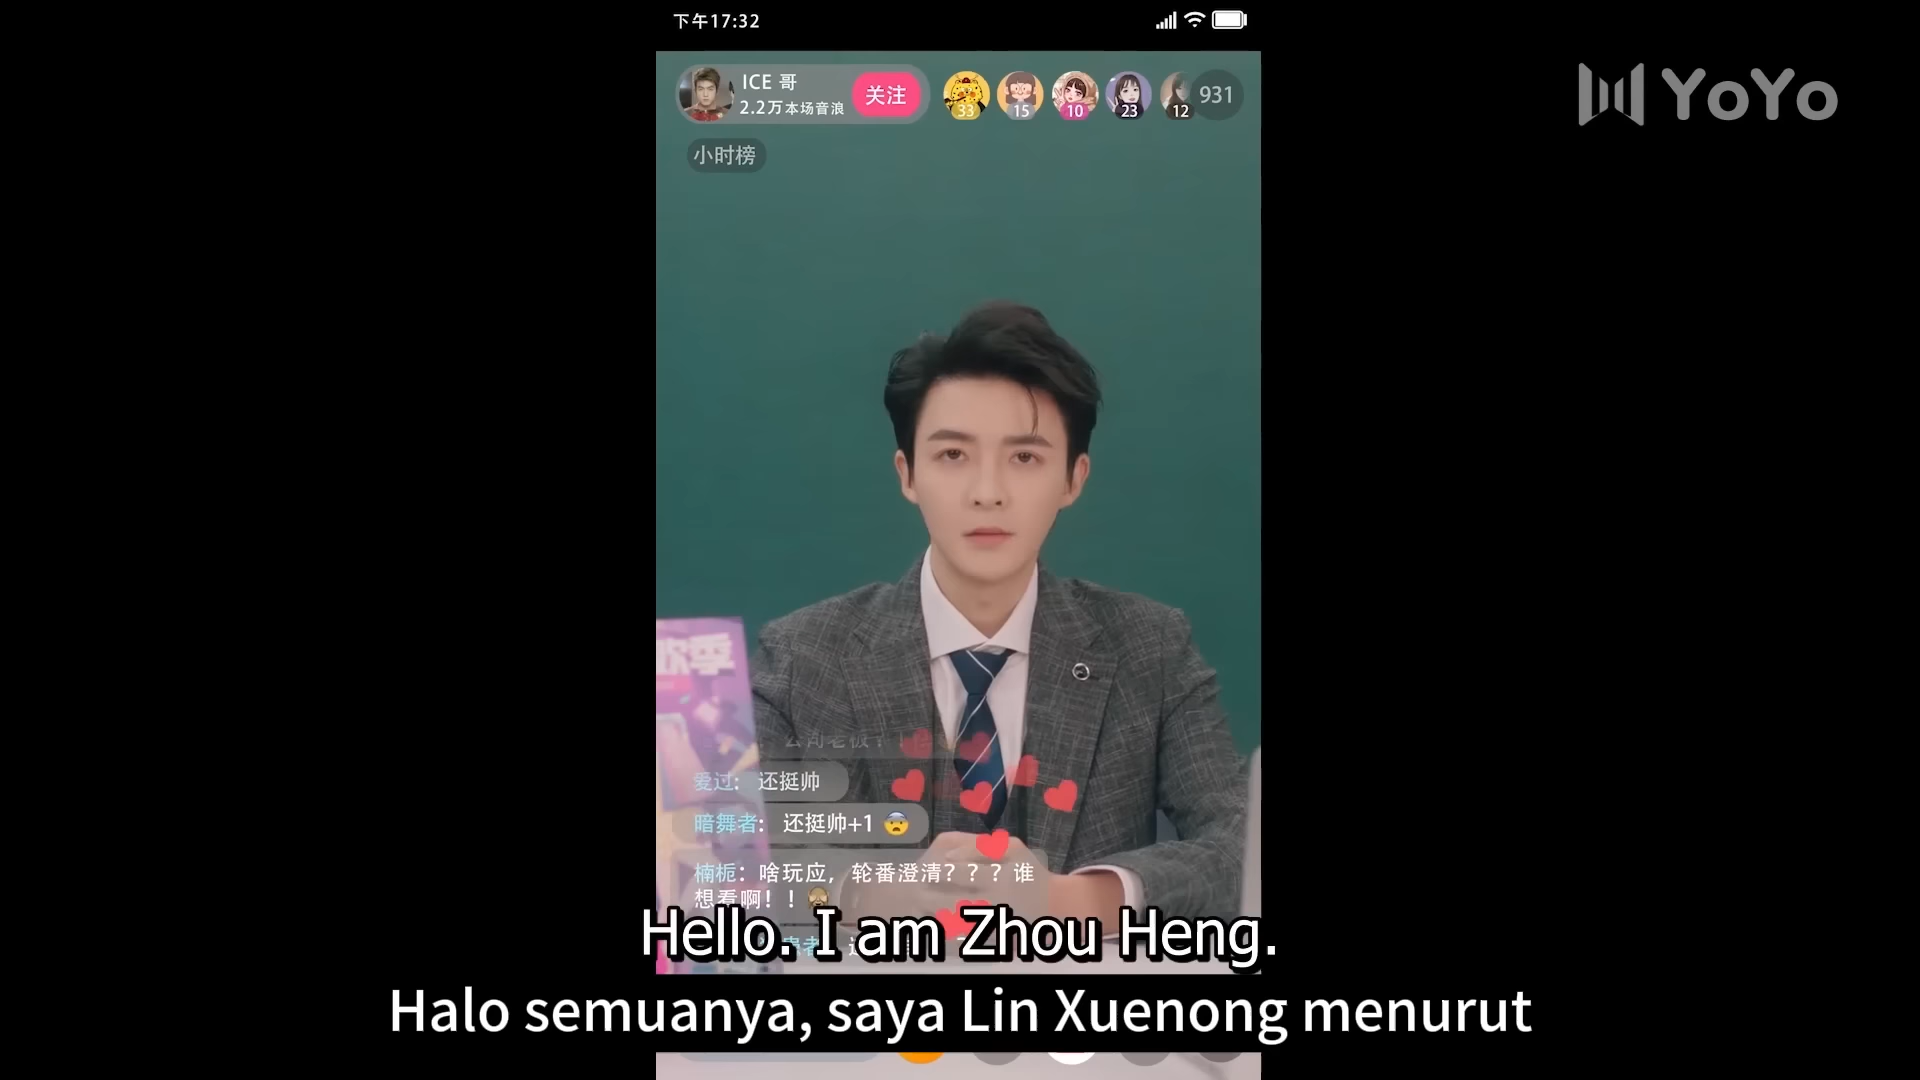 下午17:32
ICE 哥
2.2万本场音浪
关注
33
15
10
23
12
931
YoYo
小时榜
欢季
爱过: 还挺帅
暗舞者: 还挺帅+1
楠栀: 啥玩应，轮番澄清？？？谁
想看啊！！
Hello. I am Zhou Heng.
Halo semuanya, saya Lin Xuenong menurut